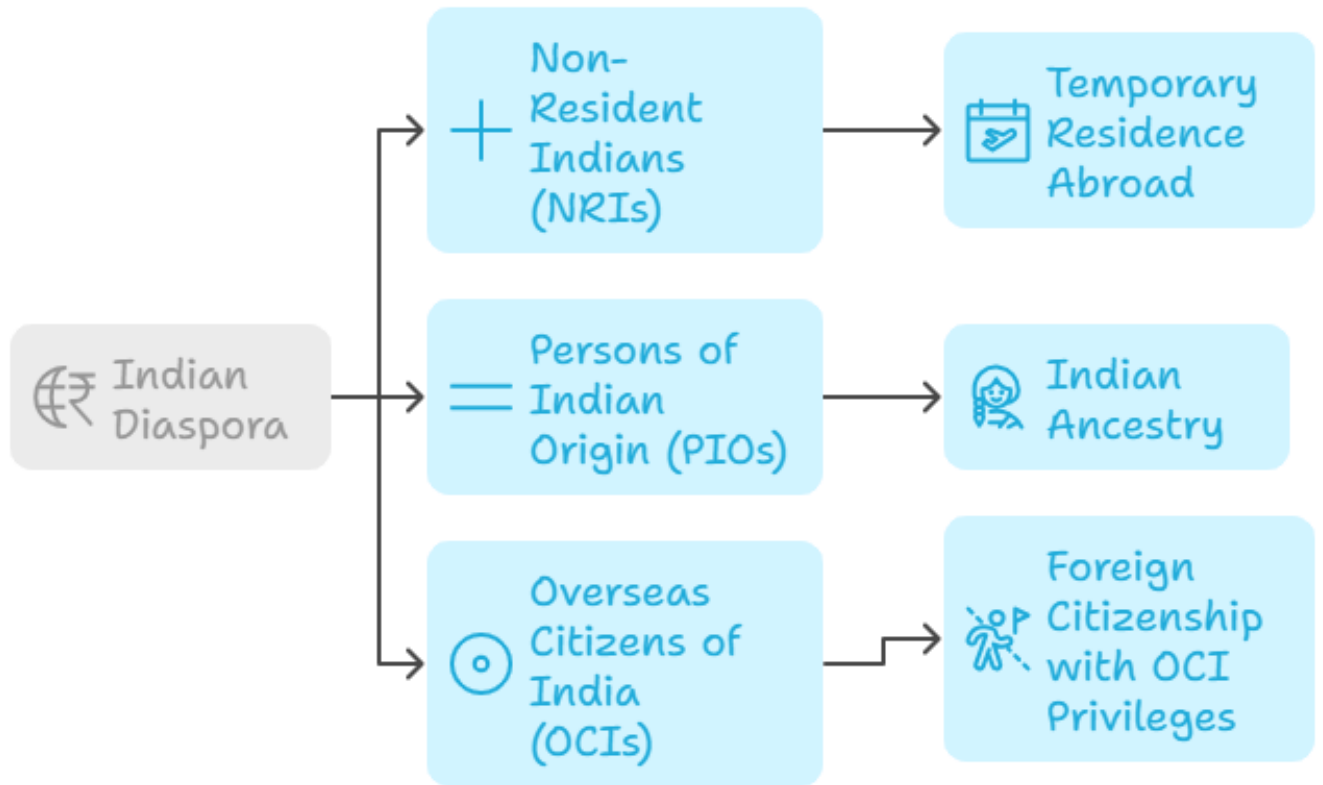 Indian
Diaspora
Non-
Resident
Indians
(NRIs)
Temporary
Residence
Abroad
Persons of
Indian
Origin (PIOs)
Indian
Ancestry
Overseas
Citizens of
India
(OCIs)
Foreign
Citizenship
with OCI
Privileges